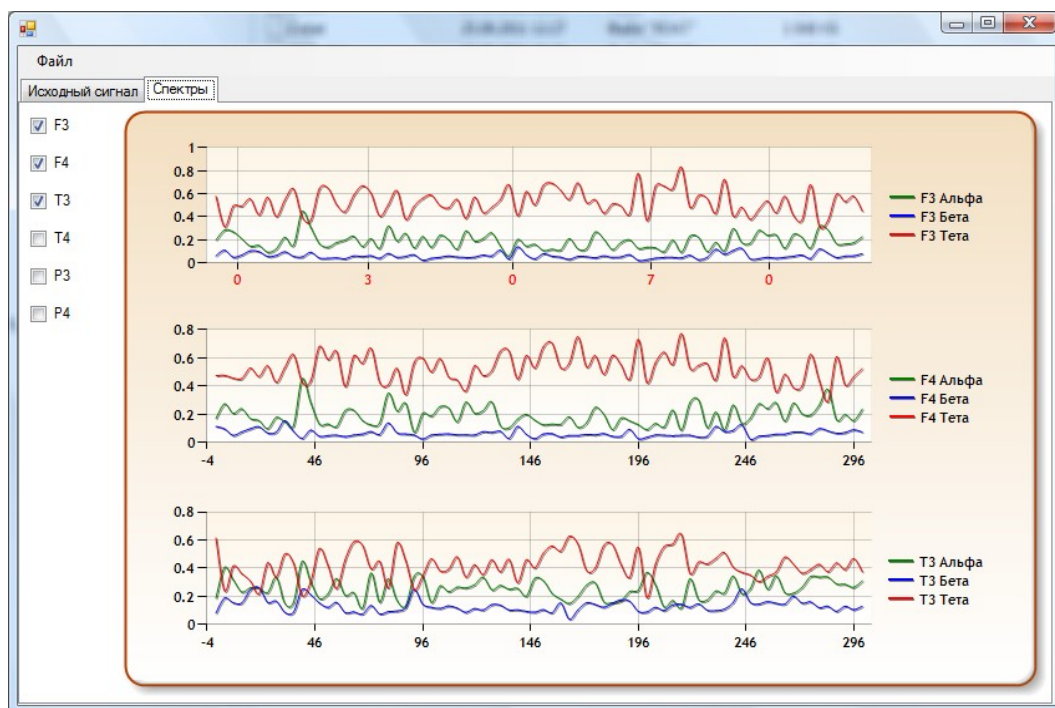 Файл
Исходный сигнал Спектры
F3
F4
T3
T4
P3
P4
1
0.8
0.6
0.4
0.2
0
0 3 0 7 0
F3 Альфа
F3 Бета
F3 Тета
0.8
0.6
0.4
0.2
0
-4 46 96 146 196 246 296
F4 Альфа
F4 Бета
F4 Тета
0.8
0.6
0.4
0.2
0
-4 46 96 146 196 246 296
T3 Альфа
T3 Бета
T3 Тета